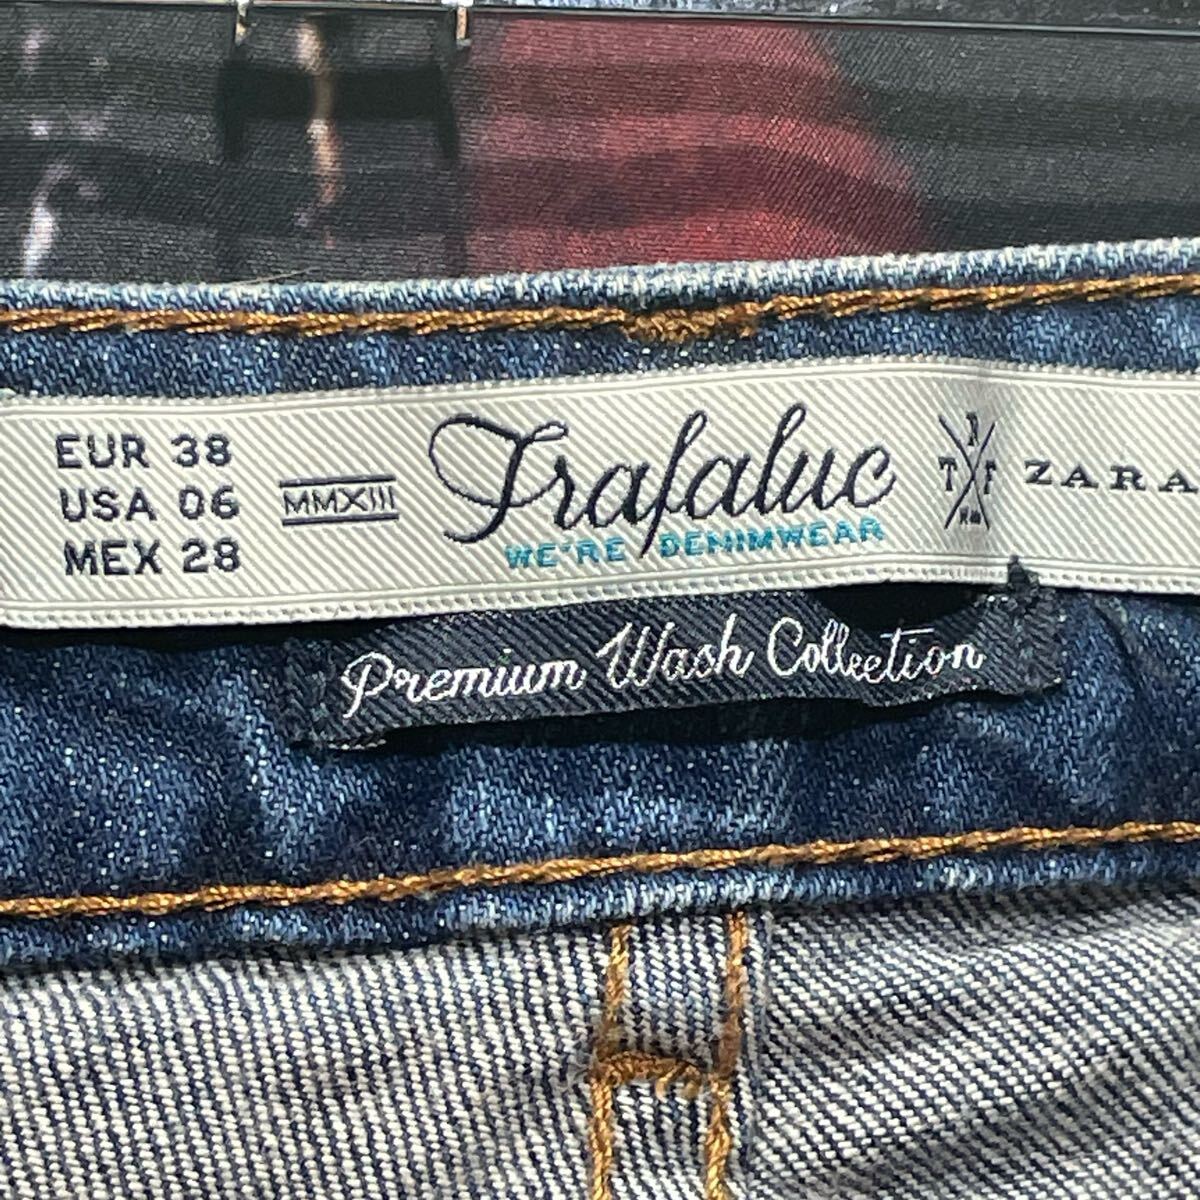 EUR 38
USA 06
MEX 28
MMXIII
Trafaluc
WE'RE DENIMWEAR
R
T F
ZARA
Premium Wash Collection